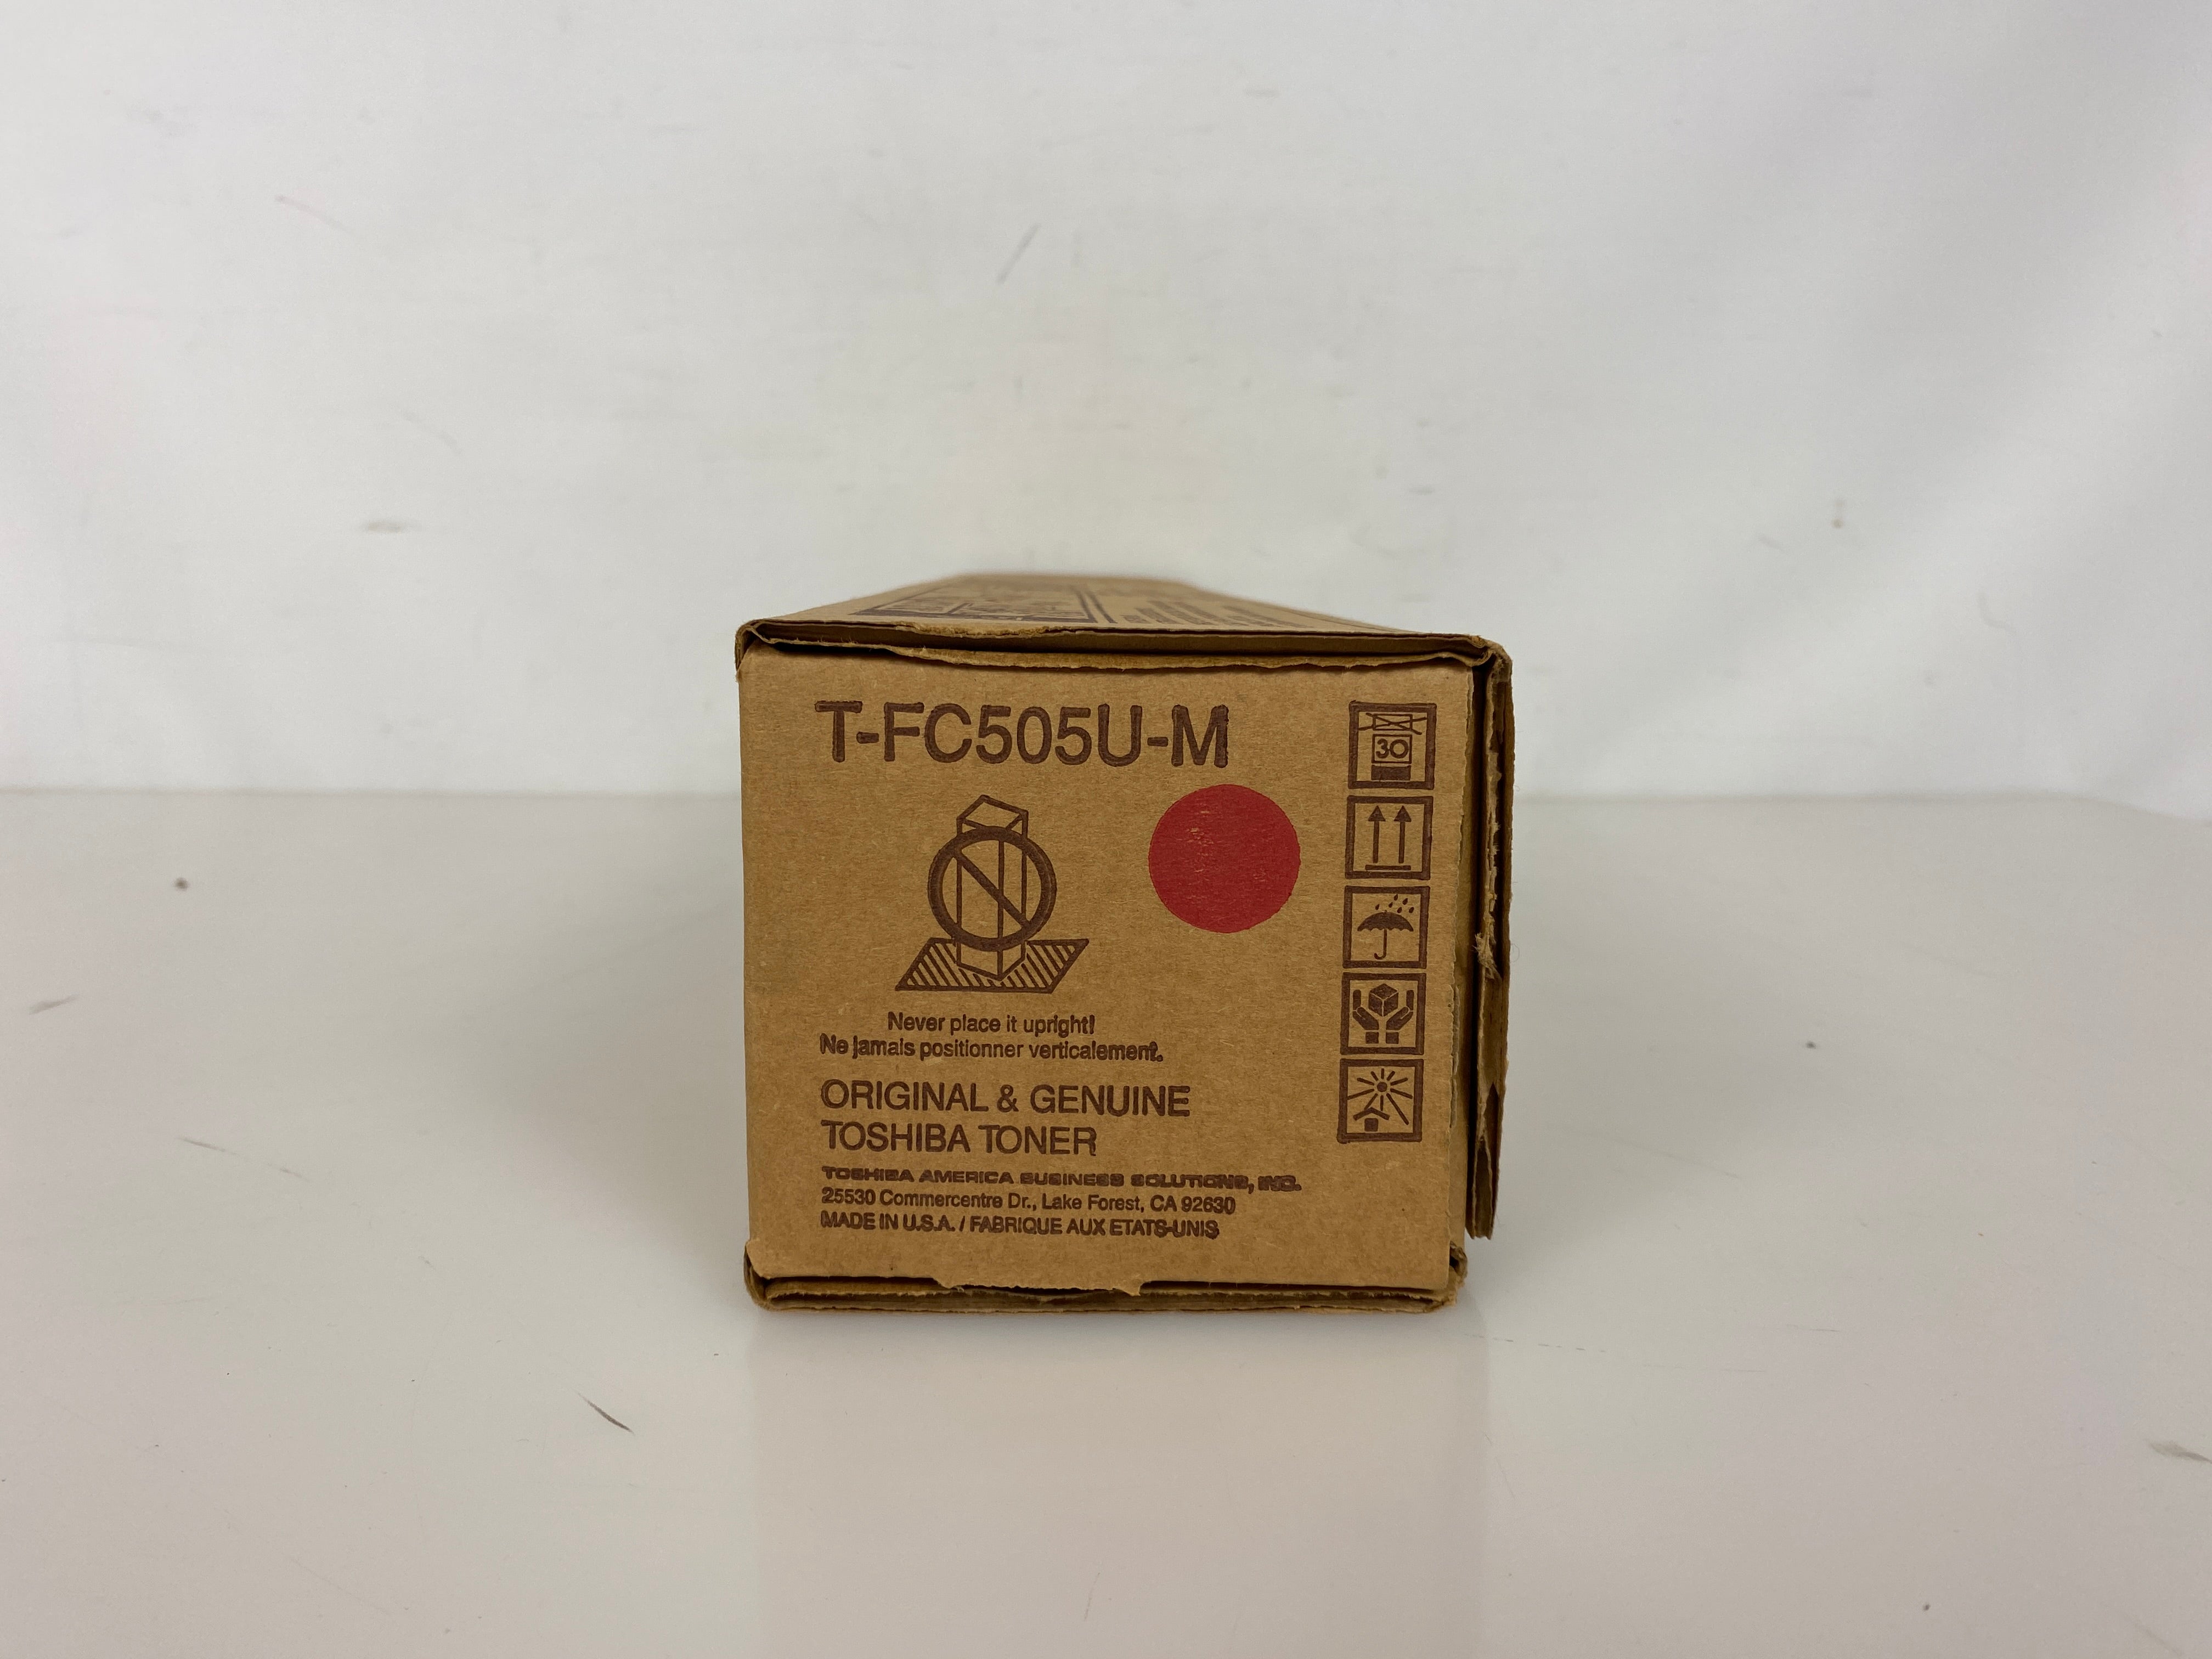 T-FC505U-M
30
Never place it upright!
Ne jamais positionner verticalement.
ORIGINAL & GENUINE
TOSHIBA TONER
TOSHIBA AMERICA BUSINESS SOLUTIONS, INC.
25530 Commercentre Dr., Lake Forest, CA 92630
MADE IN U.S.A. / FABRIQUE AUX ETATS-UNIS